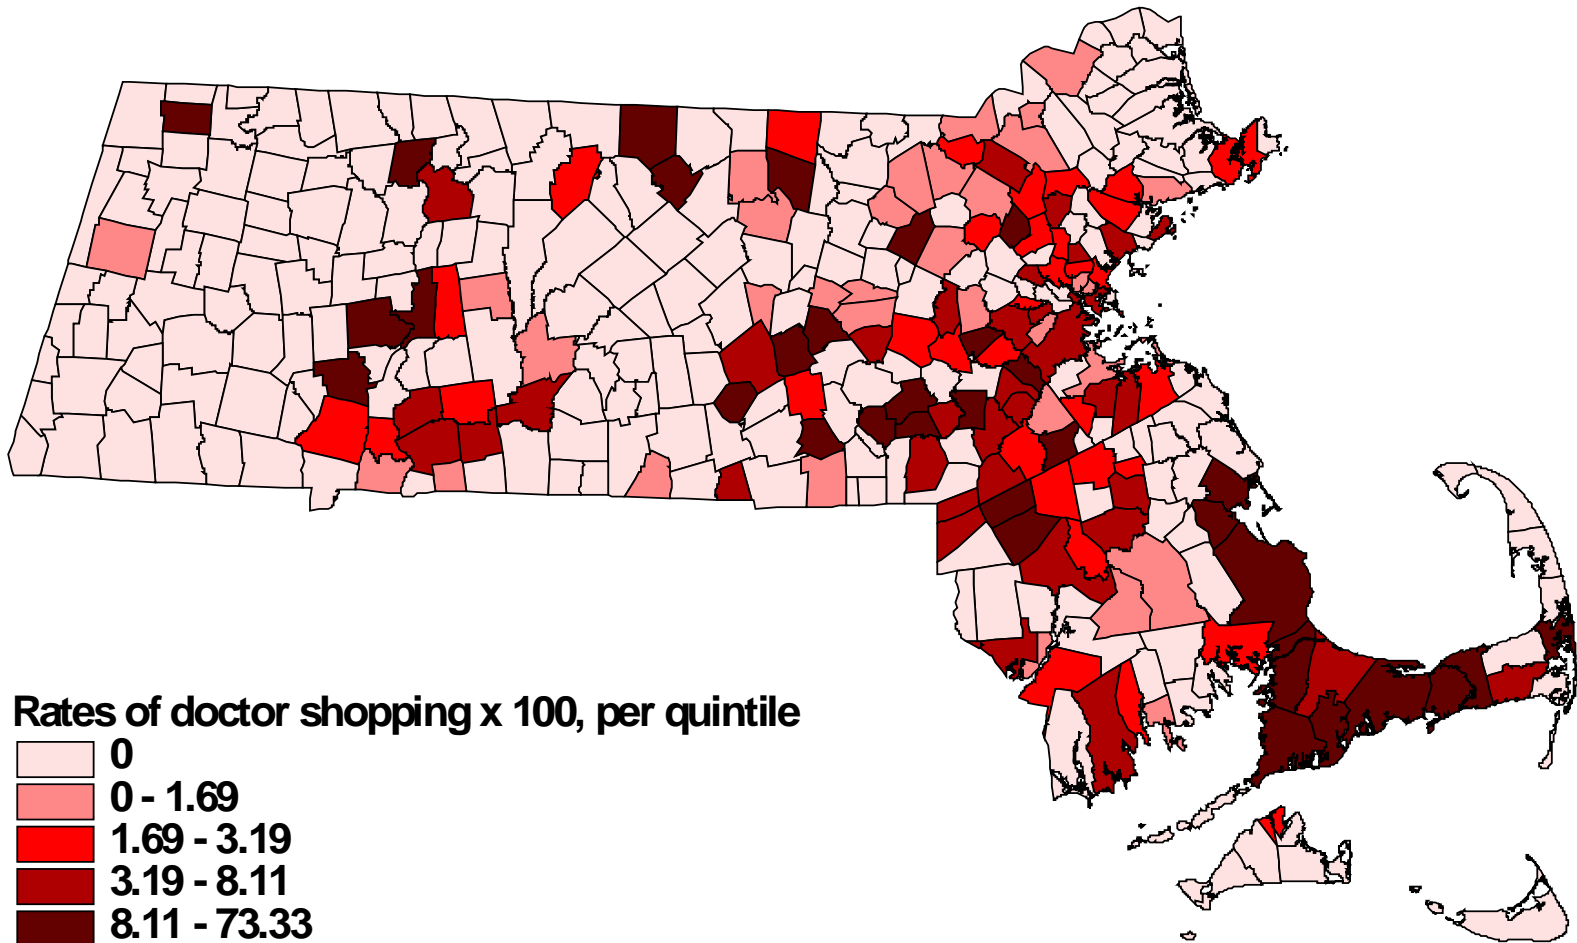 Rates of doctor shopping x 100, per quintile
0
0 - 1.69
1.69 - 3.19
3.19 - 8.11
8.11 - 73.33